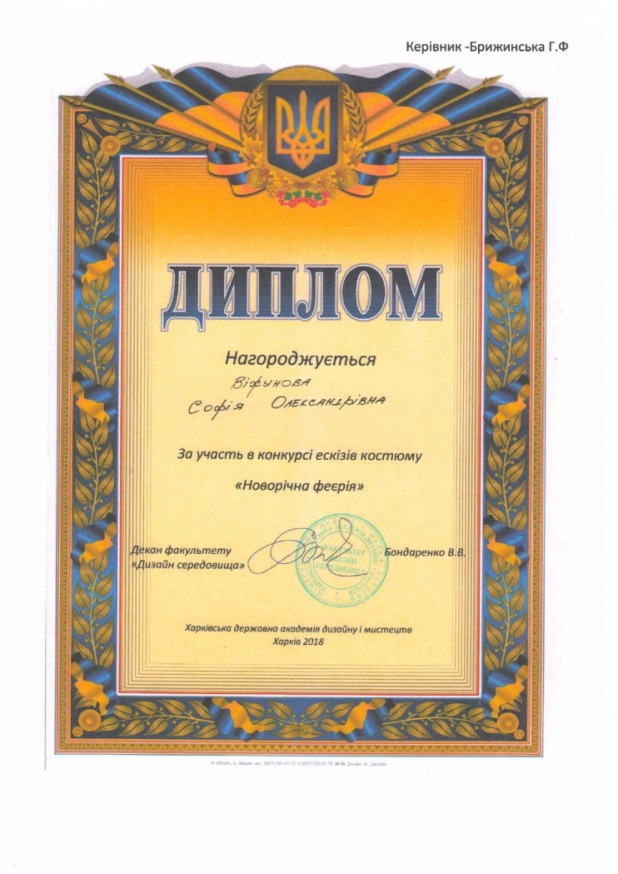 Керівник -Брижинська Г.Ф
ДИПЛОМ
Нагороджується
Віфунова
Софія Олександрівна
За участь в конкурсі ескізів костюму
«Новорічна феєрія»
Декан факультету
«Дизайн середовища»
Бондаренко В.В.
Харківська державна академія дизайну і мистецтв
Харків 2018